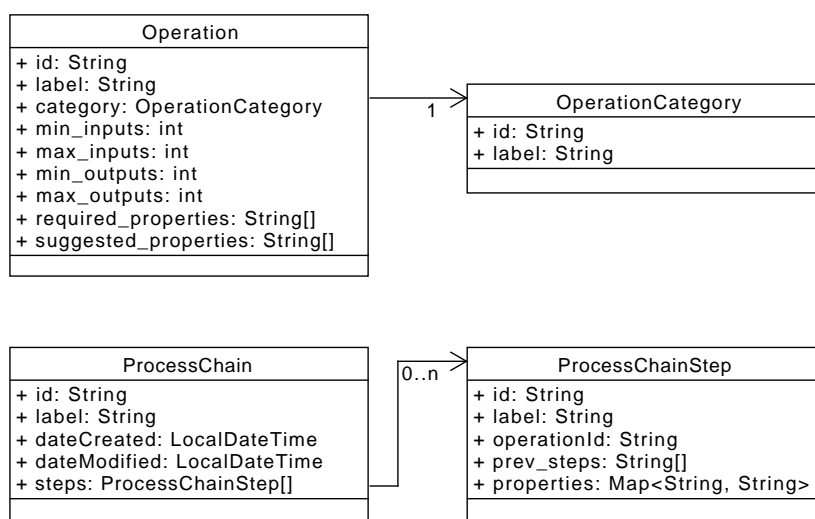 Operation
+ id: String
+ label: String
+ category: OperationCategory
+ min_inputs: int
+ max_inputs: int
+ min_outputs: int
+ max_outputs: int
+ required_properties: String[]
+ suggested_properties: String[]
1
OperationCategory
+ id: String
+ label: String
ProcessChain
+ id: String
+ label: String
+ dateCreated: LocalDateTime
+ dateModified: LocalDateTime
+ steps: ProcessChainStep[]
0..n
ProcessChainStep
+ id: String
+ label: String
+ operationId: String
+ prev_steps: String[]
+ properties: Map<String, String>